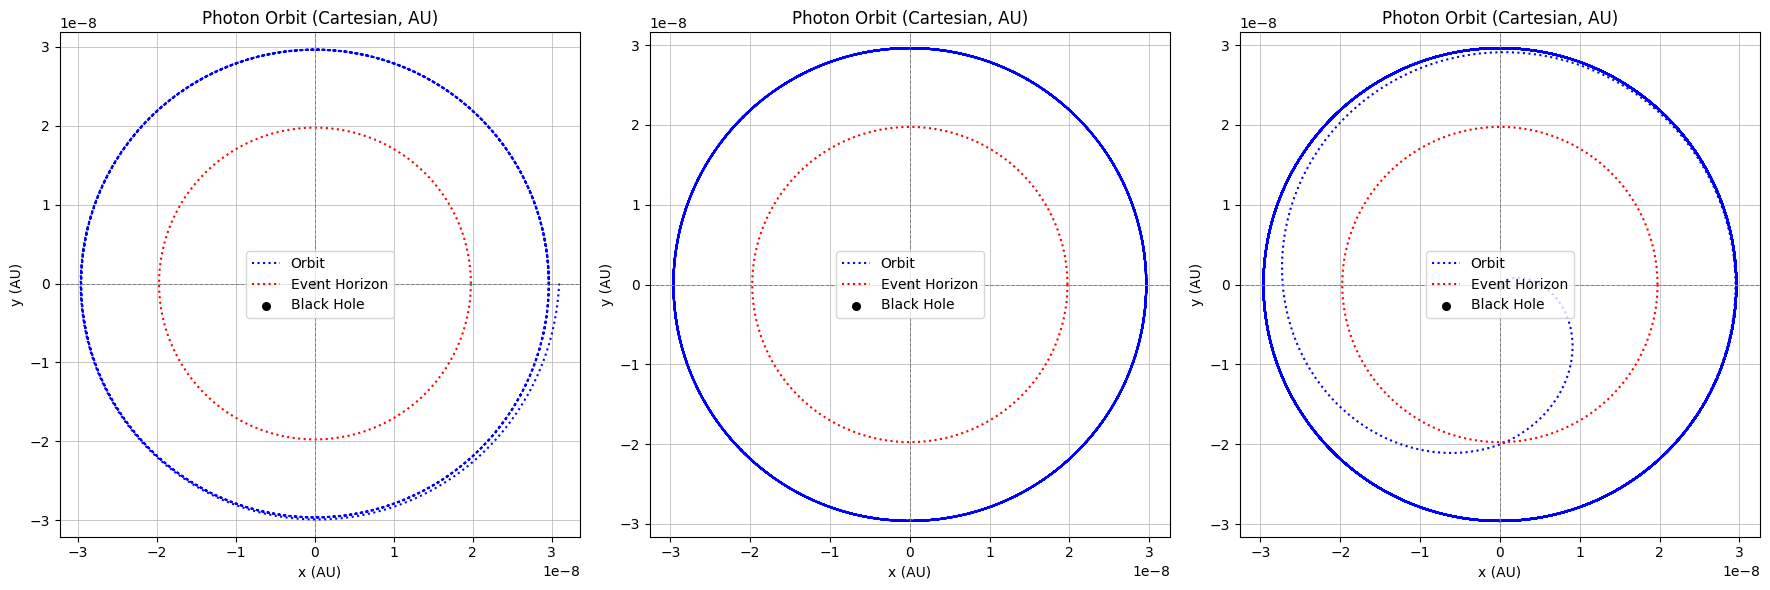 Photon Orbit (Cartesian, AU)
1e−8
3
2
1
0
−1
−2
−3
y (AU)
Orbit
Event Horizon
Black Hole
−3 −2 −1 0 1 2 3
x (AU)
1e−8
Photon Orbit (Cartesian, AU)
1e−8
3
2
1
0
−1
−2
−3
y (AU)
Orbit
Event Horizon
Black Hole
−3 −2 −1 0 1 2 3
x (AU)
1e−8
Photon Orbit (Cartesian, AU)
1e−8
3
2
1
0
−1
−2
−3
y (AU)
Orbit
Event Horizon
Black Hole
−3 −2 −1 0 1 2 3
x (AU)
1e−8